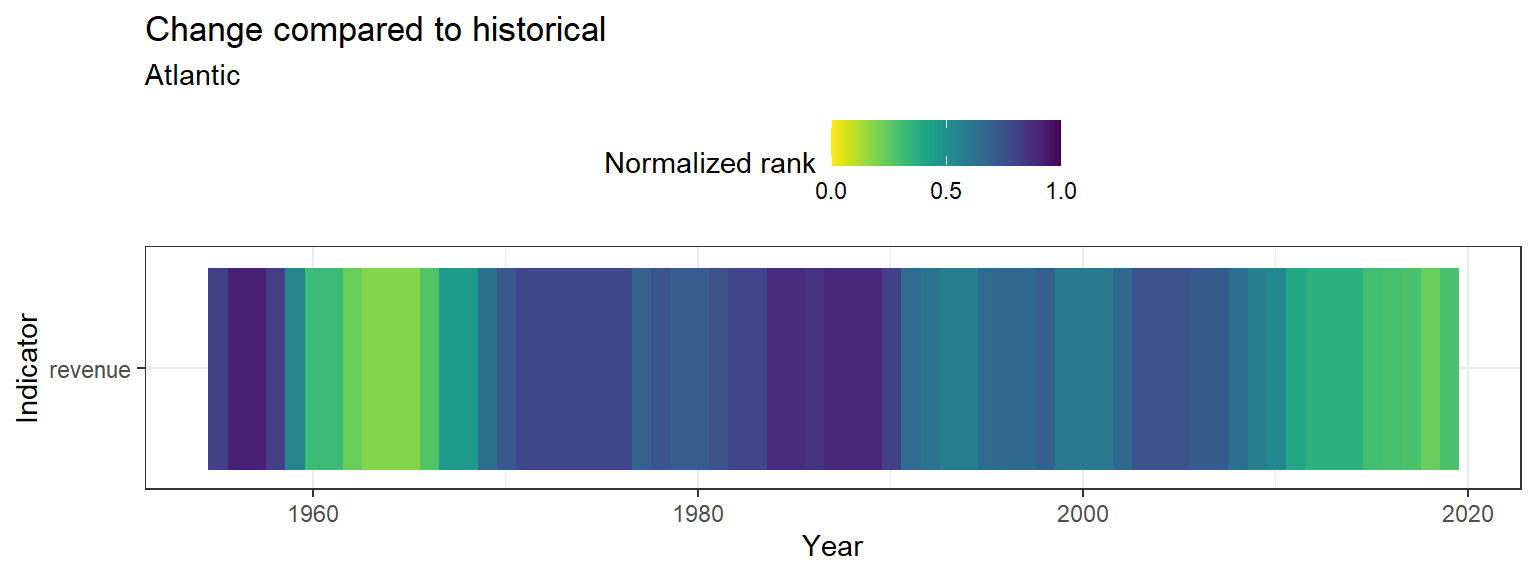 Change compared to historical
Atlantic
Normalized rank
0.0 0.5 1.0
Indicator
revenue
1960 1980 2000 2020
Year